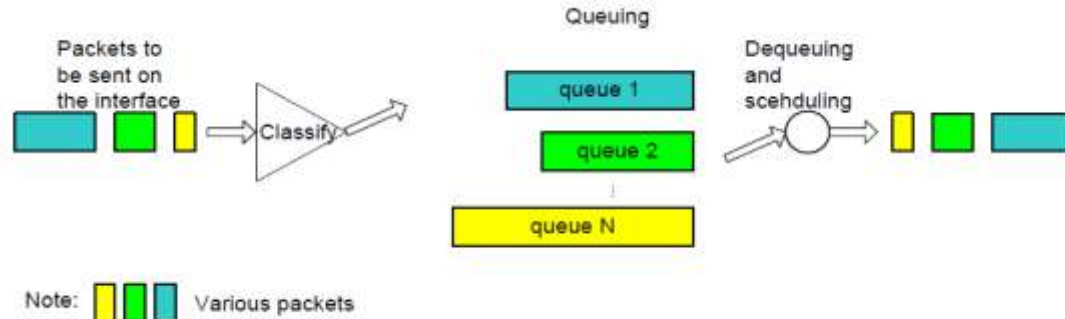 Queuing
Packets to
be sent on
the interface
Dequeuing
and
scehduling
queue 1
Classify
queue 2
queue N
Note:
Various packets